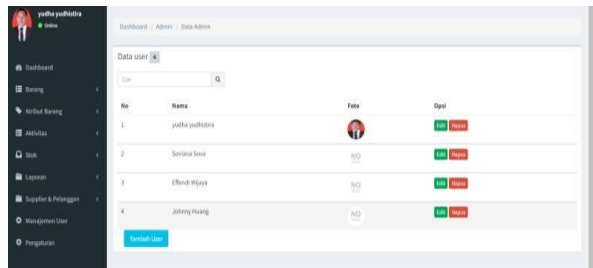 yudha yudhistira
Online
Dashboard / Admin / Data Admin
Dashboard
Barang
Atribut Barang
Aktivitas
Stok
Laporan
Supplier & Pelanggan
Manajemen User
Pengaturan
Data user 4
Cari
No Nama Foto Opsi
1 yudha yudhistira Edit Hapus
2 Soviana Sova NO Edit Hapus
3 Effendi Wijaya NO Edit Hapus
4 Johnny Huang NO Edit Hapus
Tambah User